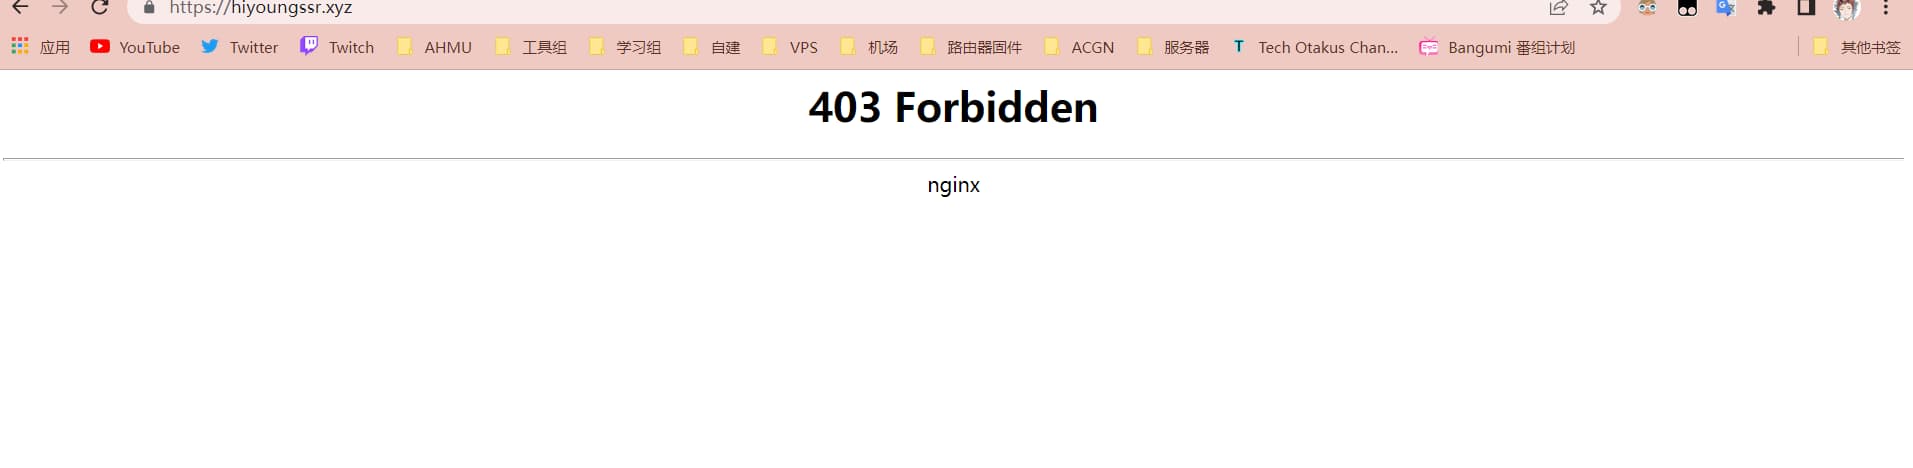 https://hiyoungssr.xyz
应用 YouTube Twitter Twitch AHMU 工具组 学习组 自建 VPS 机场 路由器固件 ACGN 服务器 T Tech Otakus Chan... Bangumi 番组计划 其他书签
403 Forbidden
nginx